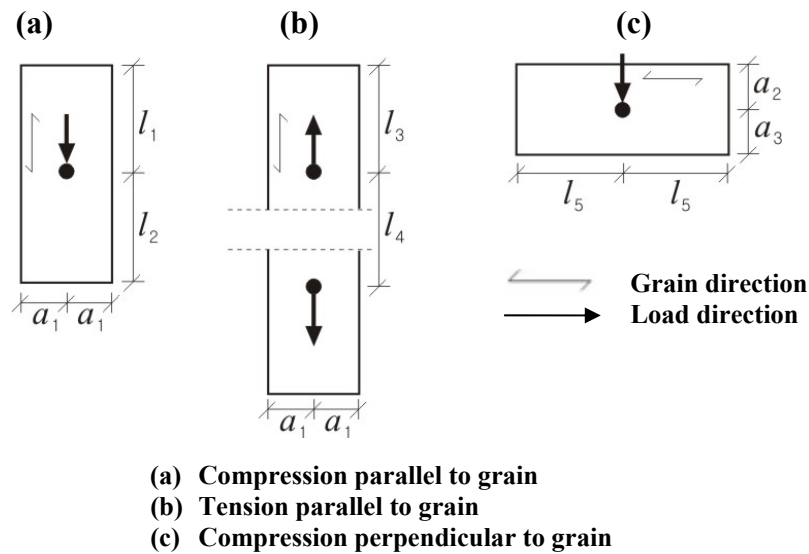 (a)
(b)
(c)
l₁
l₂
a₁ a₁
l₃
l₄
a₁ a₁
a₂
a₃
l₅ l₅
Grain direction
Load direction
(a) Compression parallel to grain
(b) Tension parallel to grain
(c) Compression perpendicular to grain